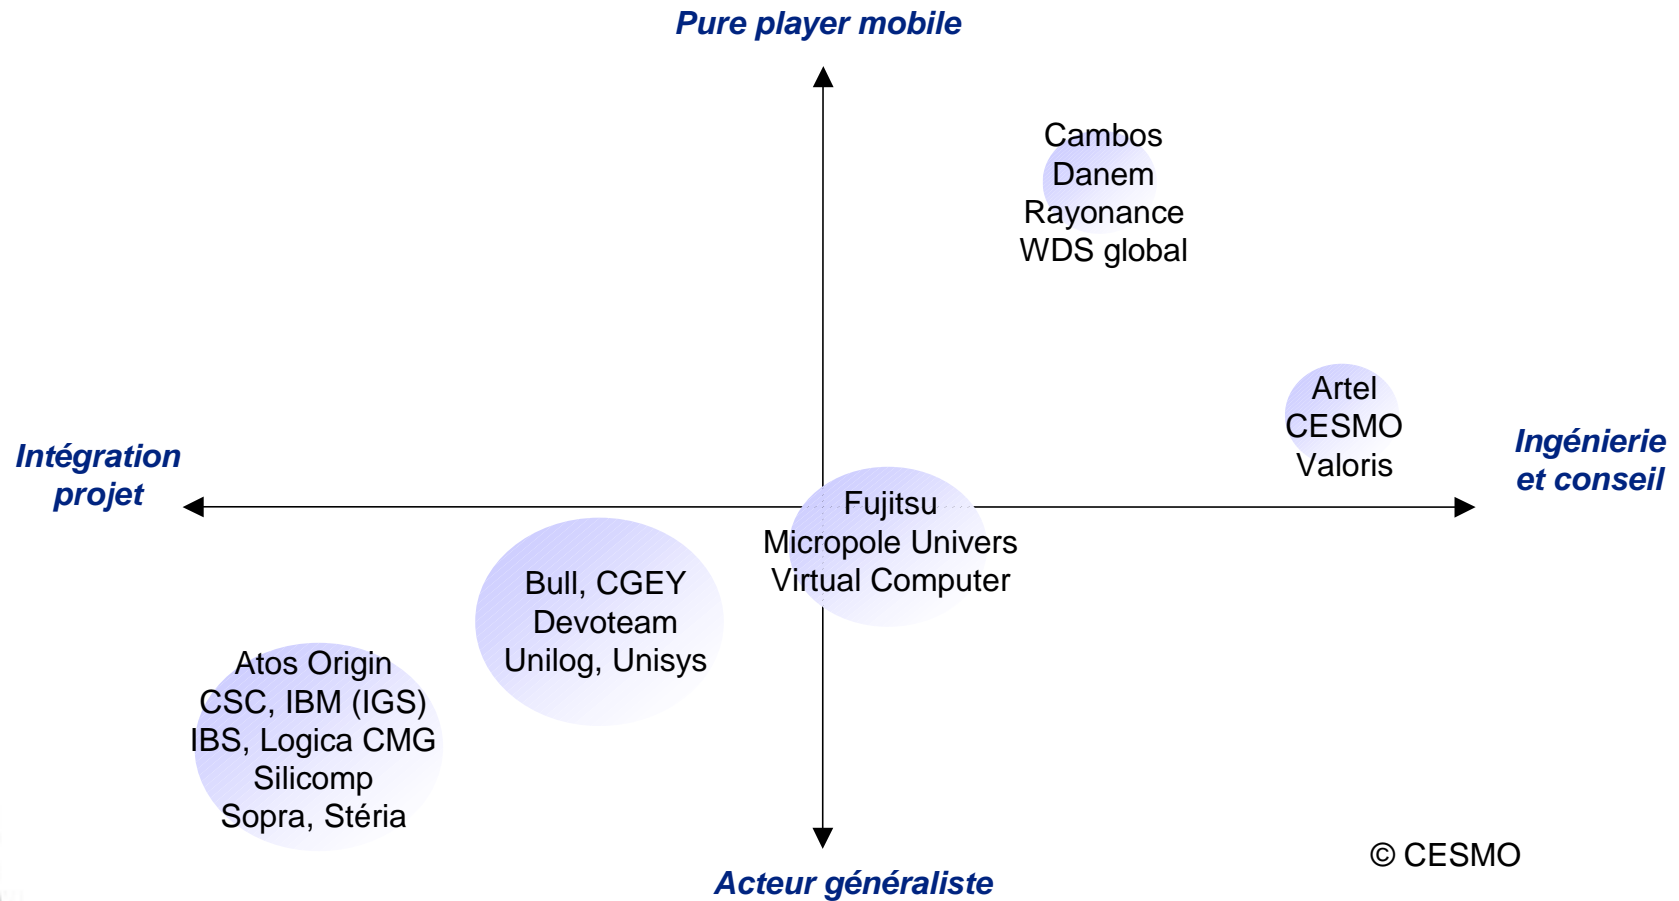 Pure player mobile
Cambos
Danem
Rayonance
WDS global
Artel
CESMO
Valoris
Intégration
projet
Ingénierie
et conseil
Fujitsu
Micropole Univers
Virtual Computer
Bull, CGEY
Devoteam
Unilog, Unisys
Atos Origin
CSC, IBM (IGS)
IBS, Logica CMG
Silicomp
Sopra, Stéria
© CESMO
Acteur généraliste